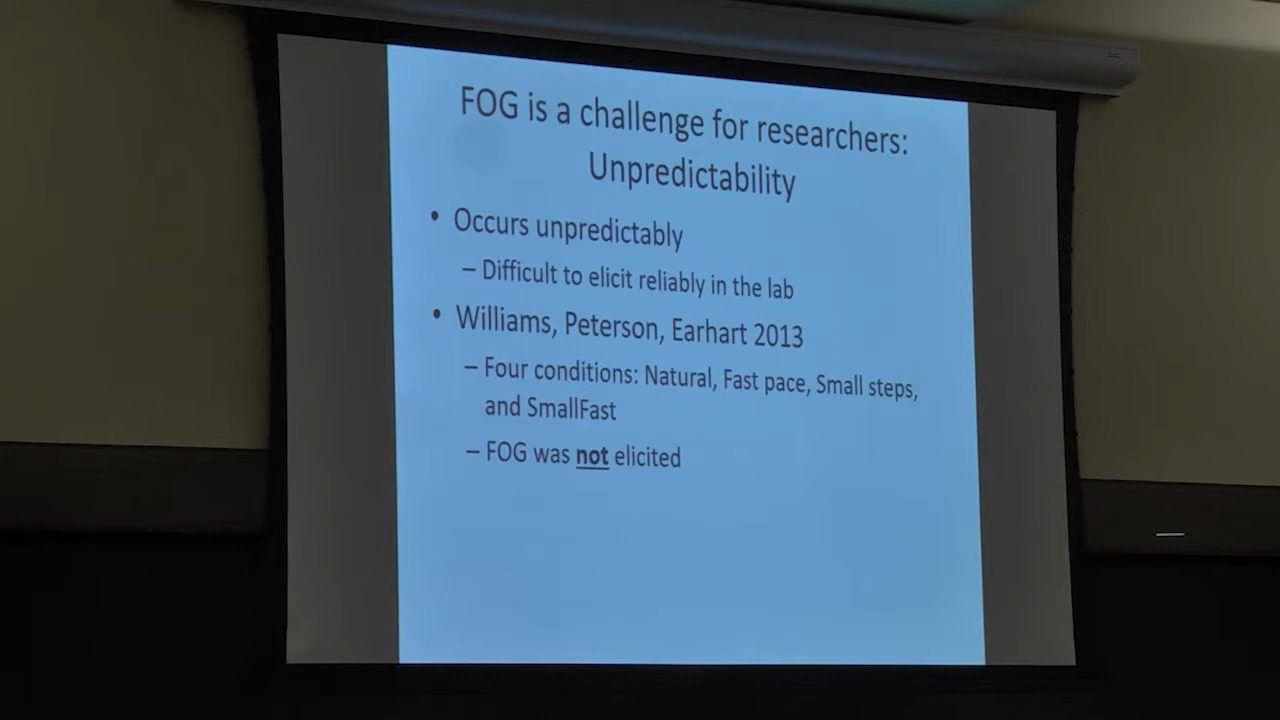 FOG is a challenge for researchers:
Unpredictability
• Occurs unpredictably
– Difficult to elicit reliably in the lab
• Williams, Peterson, Earhart 2013
– Four conditions: Natural, Fast pace, Small steps,
and SmallFast
– FOG was not elicited